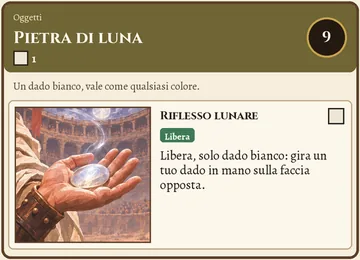 Oggetti
Pietra di luna
9
1
Un dado bianco, vale come qualsiasi colore.
Riflesso lunare
Libera
Libera, solo dado bianco: gira un
tuo dado in mano sulla faccia
opposta.